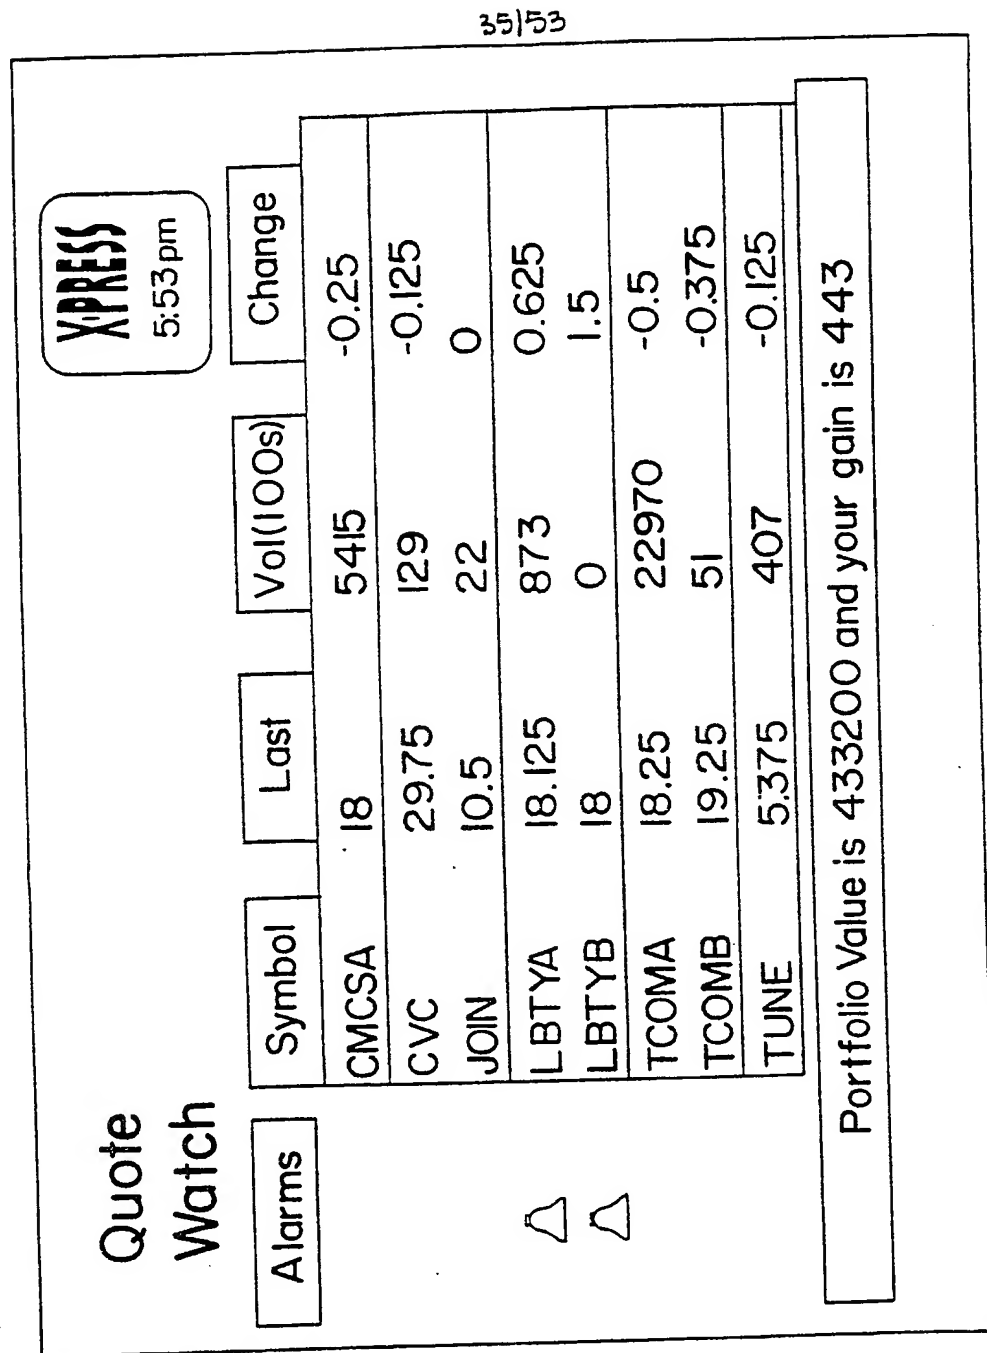 35/53
Quote
Watch
X·PRESS
5:53pm
Alarms Symbol Last Vol(100s) Change
CMCSA 18 5415 -0.25
CVC 29.75 129 -0.125
JOIN 10.5 22 0
LBTYA 18.125 873 0.625
LBTYB 18 0 1.5
TCOMA 18.25 22970 -0.5
TCOMB 19.25 51 -0.375
TUNE 5.375 407 -0.125
Portfolio Value is 433200 and your gain is 443